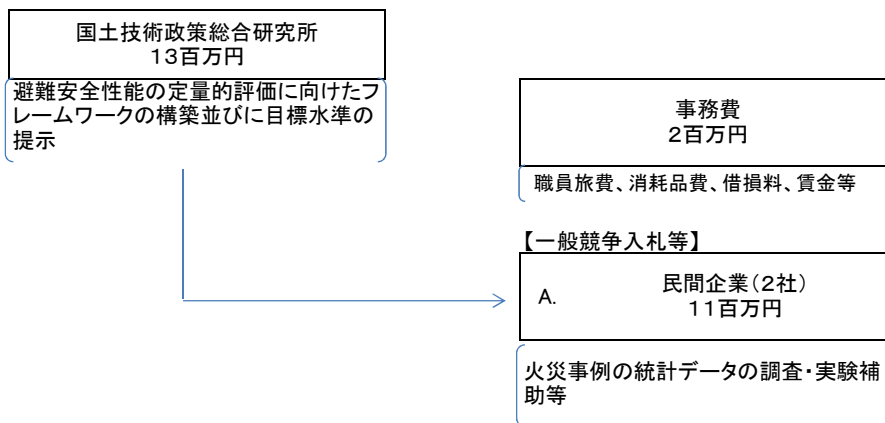 国土技術政策総合研究所
13百万円
避難安全性能の定量的評価に向けたフ
レームワークの構築並びに目標水準の
提示
事務費
2百万円
職員旅費、消耗品費、借損料、賃金等
【一般競争入札等】
A.
民間企業(2社)
11百万円
火災事例の統計データの調査・実験補
助等